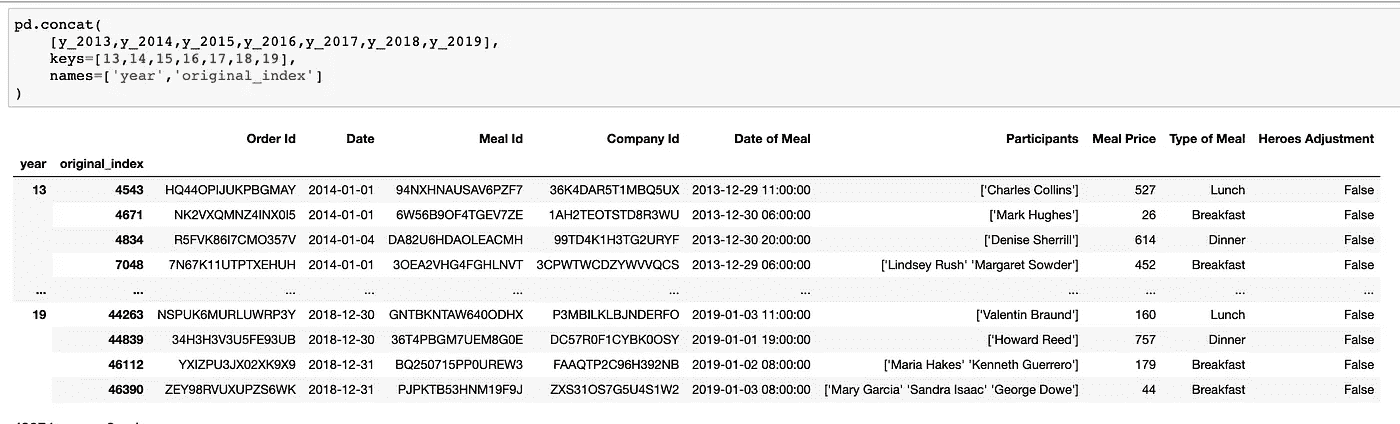 pd.concat(
[y_2013,y_2014,y_2015,y_2016,y_2017,y_2018,y_2019],
keys=[13,14,15,16,17,18,19],
names=['year','original_index']
)
Order Id Date Meal Id Company Id Date of Meal Participants Meal Price Type of Meal Heroes Adjustment
year original_index
13 4543 HQ44OPIJUKPBGMAY 2014-01-01 94NXHNAUSAV6PZF7 36K4DAR5T1MBQ5UX 2013-12-29 11:00:00 ['Charles Collins'] 527 Lunch False
4671 NK2VXQMNZ4INX0I5 2014-01-01 6W56B9OF4TGEV7ZE 1AH2TEOTSTD8R3WU 2013-12-30 06:00:00 ['Mark Hughes'] 26 Breakfast False
4834 R5FVK86I7CMO357V 2014-01-04 DA82U6HDAOLEACMH 99TD4K1H3TG2URYF 2013-12-30 20:00:00 ['Denise Sherrill'] 614 Dinner False
7048 7N67K11UTPTXEHUH 2014-01-01 3OEA2VHG4FGHLNVT 3CPWTWCDZYWVVQCS 2013-12-29 06:00:00 ['Lindsey Rush' 'Margaret Sowder'] 452 Breakfast False
... ... ... ... ... ... ... ... ... ... ...
19 44263 NSPUK6MURLUWRP3Y 2018-12-30 GNTBKNTAW640ODHX P3MBILKLBJNDERFO 2019-01-03 11:00:00 ['Valentin Braund'] 160 Lunch False
44839 34H3H3V3U5FE93UB 2018-12-30 36T4PBGM7UEM8G0E DC57R0F1CYBK0OSY 2019-01-01 19:00:00 ['Howard Reed'] 757 Dinner False
46112 YXIZPU3JX02XK9X9 2018-12-31 BQ250715PP0UREW3 FAAQTP2C96H392NB 2019-01-02 08:00:00 ['Maria Hakes' 'Kenneth Guerrero'] 179 Breakfast False
46390 ZEY98RVUXUPZS6WK 2018-12-31 PJPKTB53HNM19F9J ZXS31OS7G5U4S1W2 2019-01-03 08:00:00 ['Mary Garcia' 'Sandra Isaac' 'George Dowe'] 44 Breakfast False